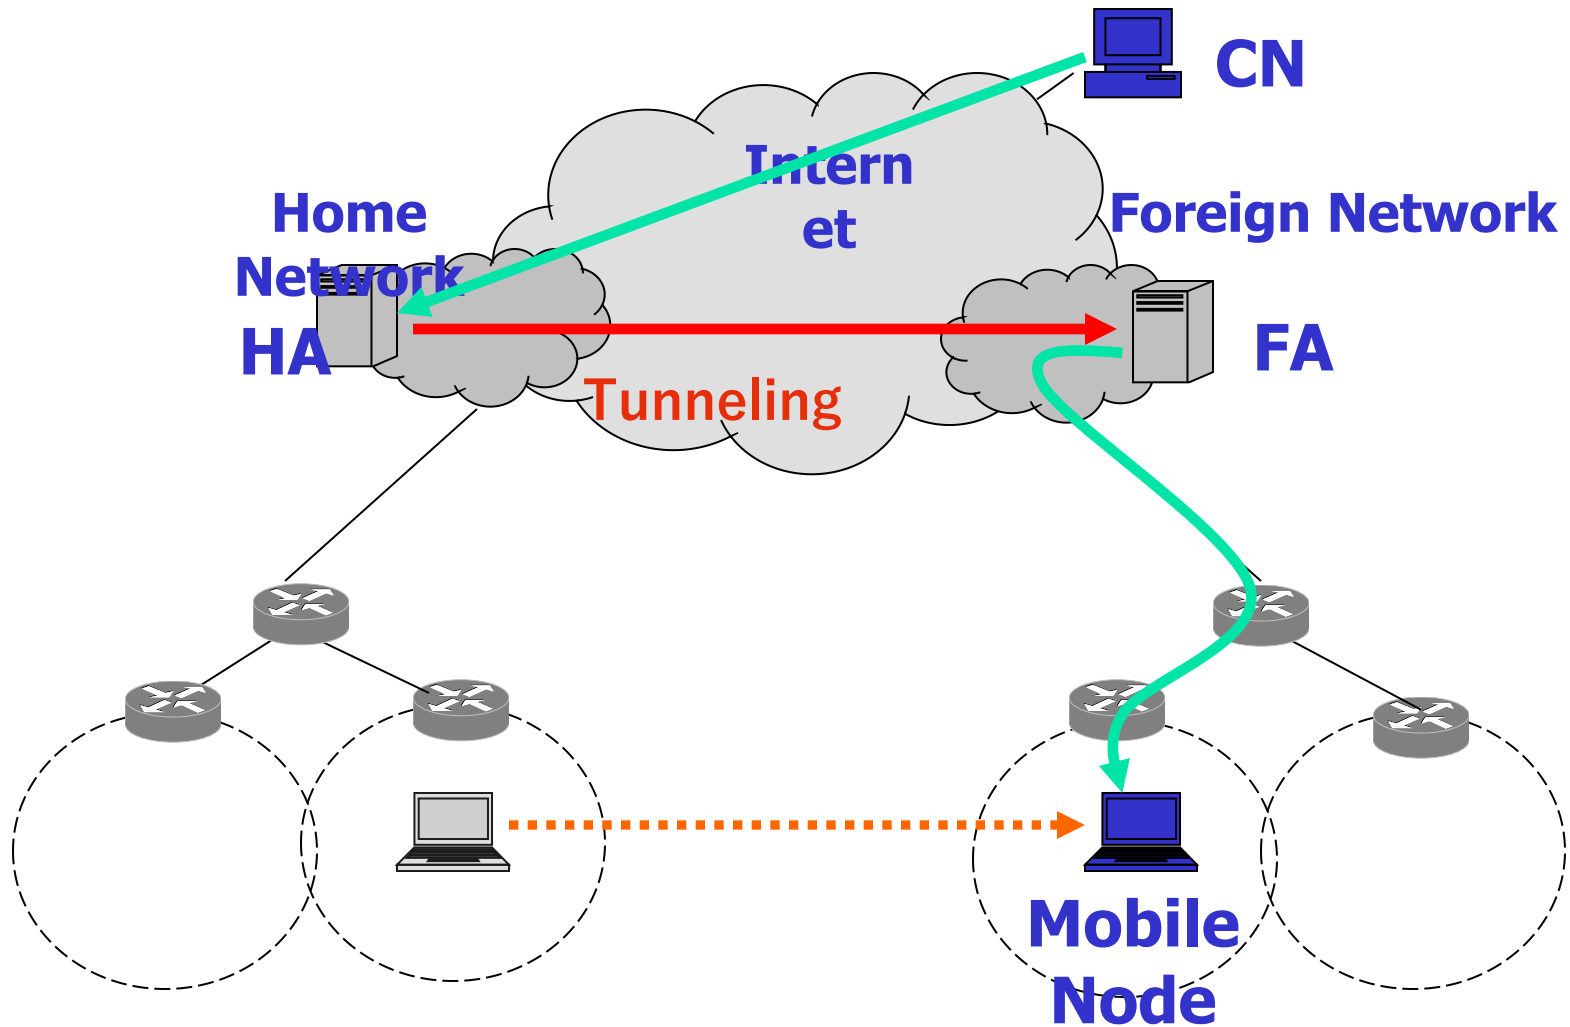 CN
Intern
et
Home
Network
Foreign Network
HA
FA
Tunneling
Mobile
Node